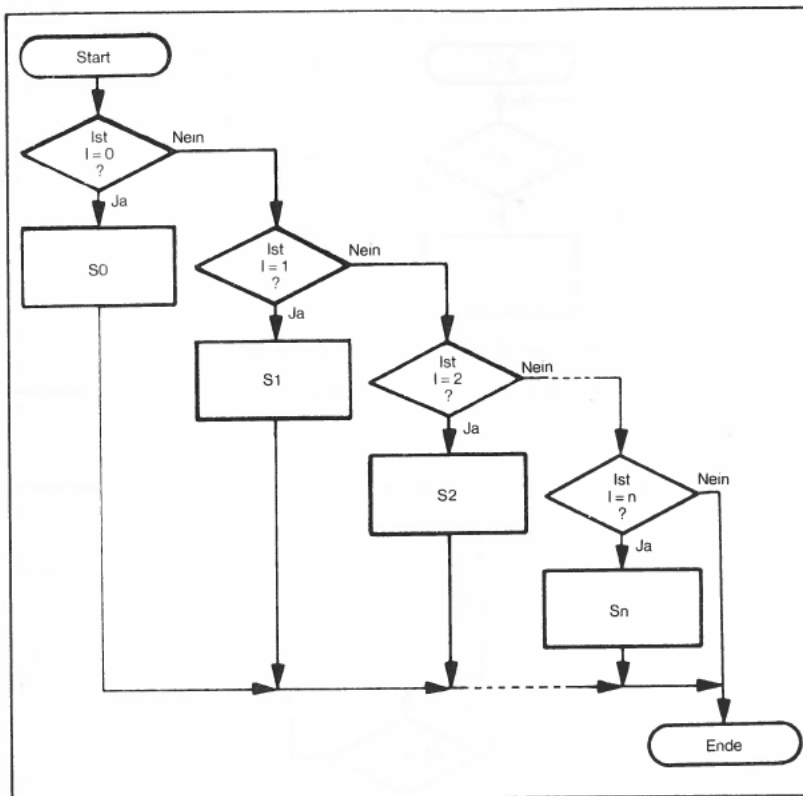 Start
Ist
I = 0
?
Nein
Ja
S0
Ist
I = 1
?
Nein
Ja
S1
Ist
I = 2
?
Nein
Ja
S2
Ist
I = n
?
Nein
Ja
Sn
Ende